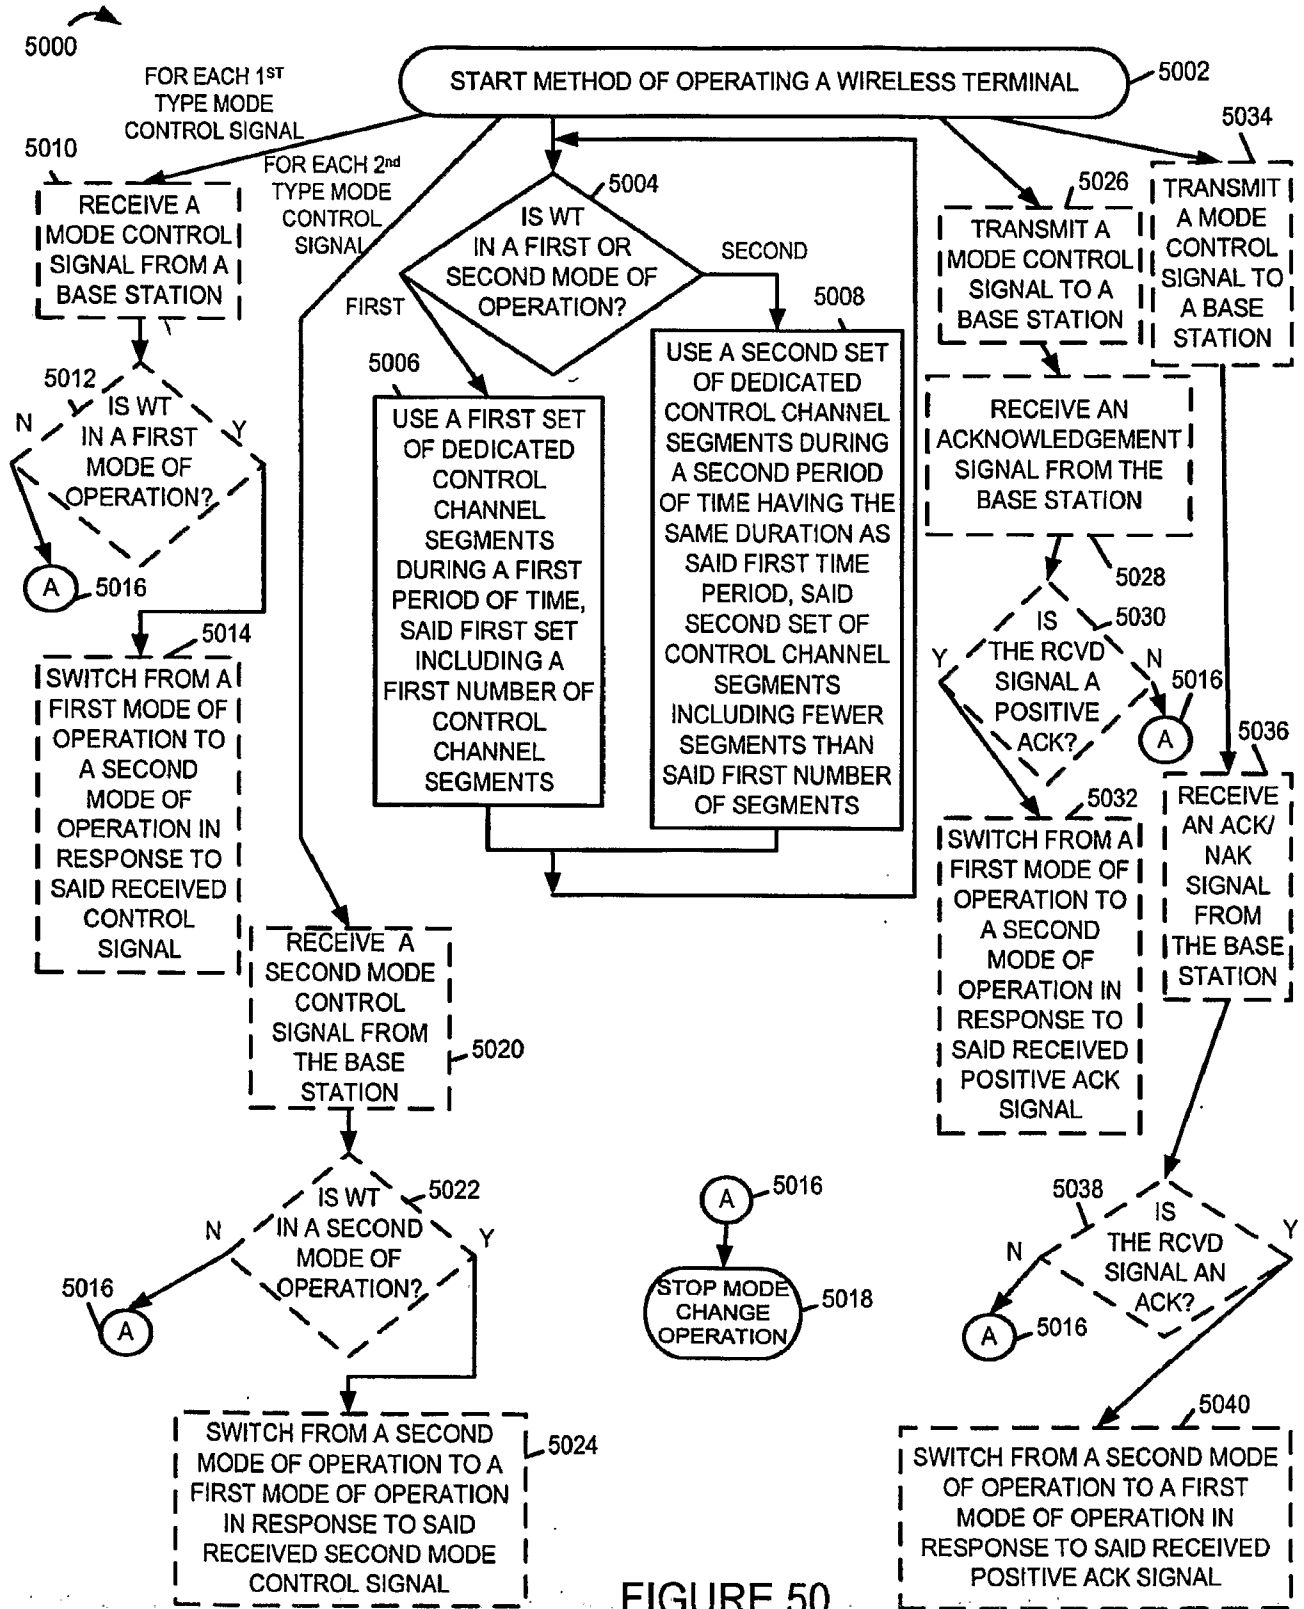 5000
START METHOD OF OPERATING A WIRELESS TERMINAL
5002
FOR EACH 1ST
TYPE MODE
CONTROL SIGNAL
FOR EACH 2nd
TYPE MODE
CONTROL
SIGNAL
5010
RECEIVE A
MODE CONTROL
SIGNAL FROM A
BASE STATION
5012
IS WT
IN A FIRST
MODE OF
OPERATION?
N
Y
A
5016
5014
SWITCH FROM A
FIRST MODE OF
OPERATION TO
A SECOND
MODE OF
OPERATION IN
RESPONSE TO
SAID RECEIVED
CONTROL
SIGNAL
5004
IS WT
IN A FIRST OR
SECOND MODE OF
OPERATION?
FIRST
SECOND
5006
USE A FIRST SET
OF DEDICATED
CONTROL
CHANNEL
SEGMENTS
DURING A FIRST
PERIOD OF TIME,
SAID FIRST SET
INCLUDING A
FIRST NUMBER OF
CONTROL
CHANNEL
SEGMENTS
5008
USE A SECOND SET
OF DEDICATED
CONTROL CHANNEL
SEGMENTS DURING
A SECOND PERIOD
OF TIME HAVING THE
SAME DURATION AS
SAID FIRST TIME
PERIOD, SAID
SECOND SET OF
CONTROL CHANNEL
SEGMENTS
INCLUDING FEWER
SEGMENTS THAN
SAID FIRST NUMBER
OF SEGMENTS
5026
TRANSMIT A
MODE CONTROL
SIGNAL TO A
BASE STATION
RECEIVE AN
ACKNOWLEDGEMENT
SIGNAL FROM THE
BASE STATION
5028
5030
IS
THE RCVD
SIGNAL A
POSITIVE
ACK?
Y
N
5016
A
5032
SWITCH FROM A
FIRST MODE OF
OPERATION TO
A SECOND
MODE OF
OPERATION IN
RESPONSE TO
SAID RECEIVED
POSITIVE ACK
SIGNAL
5034
TRANSMIT
A MODE
CONTROL
SIGNAL TO
A BASE
STATION
5036
RECEIVE
AN ACK/
NAK
SIGNAL
FROM
THE BASE
STATION
RECEIVE A
SECOND MODE
CONTROL
SIGNAL FROM
THE BASE
STATION
5020
5022
IS WT
IN A SECOND
MODE OF
OPERATION?
N
Y
5016
A
SWITCH FROM A SECOND
MODE OF OPERATION TO A
FIRST MODE OF OPERATION
IN RESPONSE TO SAID
RECEIVED SECOND MODE
CONTROL SIGNAL
5024
A
5016
STOP MODE
CHANGE
OPERATION
5018
5038
IS
THE RCVD
SIGNAL AN
ACK?
N
Y
A
5016
5040
SWITCH FROM A SECOND MODE
OF OPERATION TO A FIRST
MODE OF OPERATION IN
RESPONSE TO SAID RECEIVED
POSITIVE ACK SIGNAL
FIGURE 50